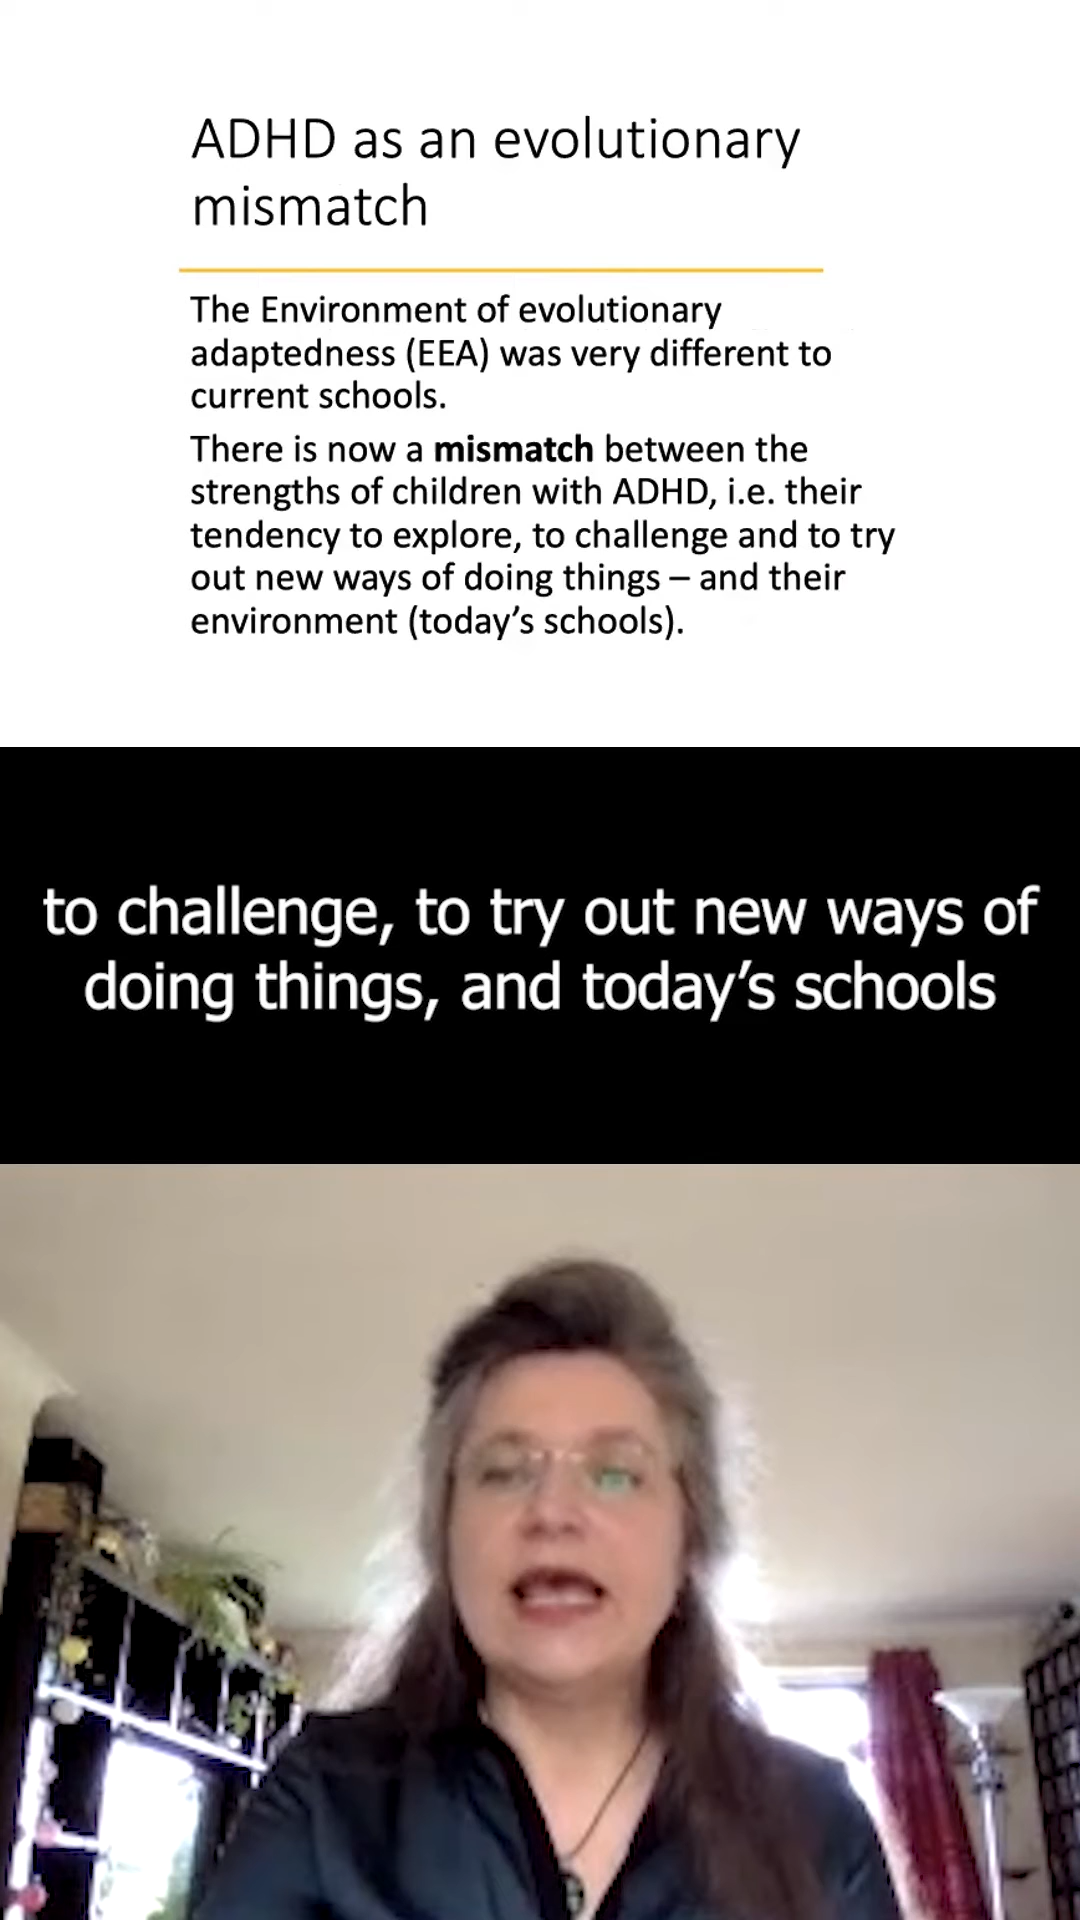 ADHD as an evolutionary
mismatch
The Environment of evolutionary
adaptedness (EEA) was very different to
current schools.
There is now a mismatch between the
strengths of children with ADHD, i.e. their
tendency to explore, to challenge and to try
out new ways of doing things – and their
environment (today’s schools).
to challenge, to try out new ways of
doing things, and today’s schools